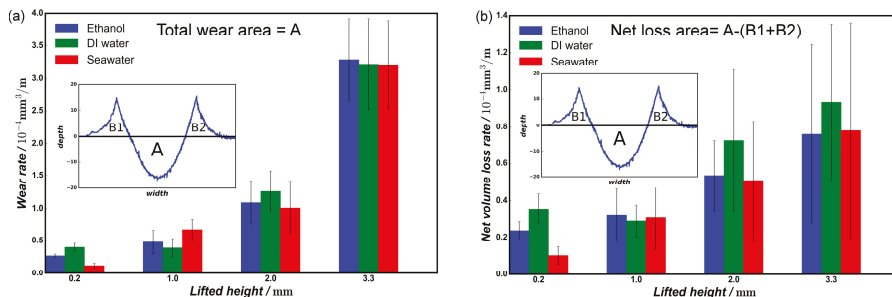 (a)
Total wear area = A
Ethanol
DI water
Seawater
Wear rate / 10⁻⁴mm³/m
4.0
3.5
3.0
2.5
2.0
1.5
1.0
0.5
0.0
depth
20
10
0
−10
−20
B1
B2
A
width
0.2
1.0
2.0
3.3
Lifted height / mm
(b)
Net loss area= A-(B1+B2)
Ethanol
DI water
Seawater
Net volume loss rate / 10⁻¹mm³/m
1.4
1.2
1.0
0.8
0.6
0.4
0.2
0.0
depth
20
10
0
−10
−20
B1
B2
A
width
0.2
1.0
2.0
3.3
Lifted height / mm